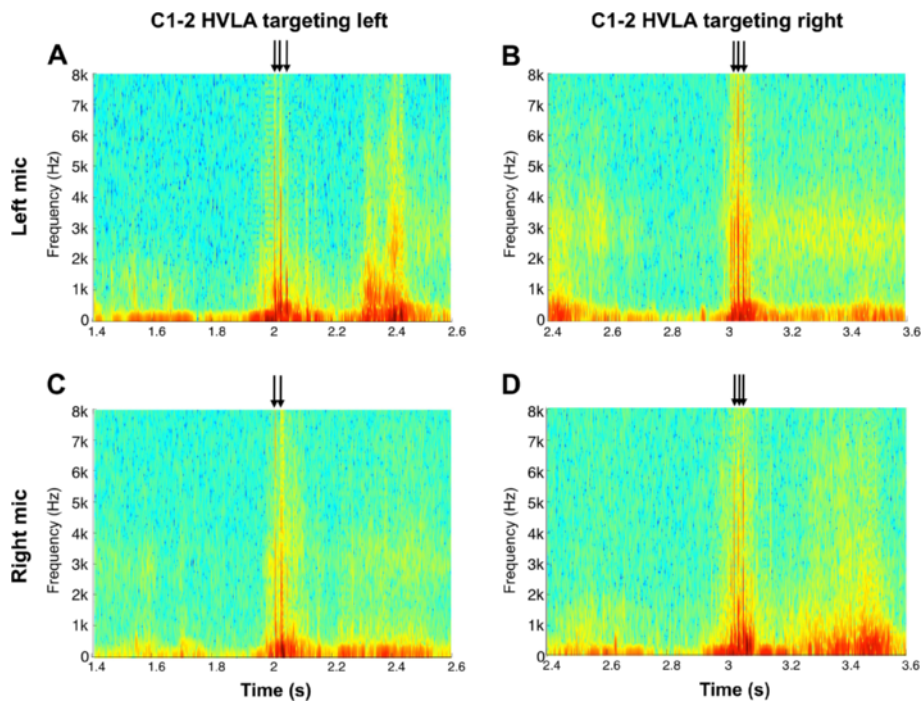 C1-2 HVLA targeting left
C1-2 HVLA targeting right
A
B
Left mic
Frequency (Hz)
8k
7k
6k
5k
4k
3k
2k
1k
0
1.4 1.6 1.8 2 2.2 2.4 2.6
Frequency (Hz)
8k
7k
6k
5k
4k
3k
2k
1k
0
2.4 2.6 2.8 3 3.2 3.4 3.6
C
D
Right mic
Frequency (Hz)
8k
7k
6k
5k
4k
3k
2k
1k
0
1.4 1.6 1.8 2 2.2 2.4 2.6
Time (s)
Frequency (Hz)
8k
7k
6k
5k
4k
3k
2k
1k
0
2.4 2.6 2.8 3 3.2 3.4 3.6
Time (s)